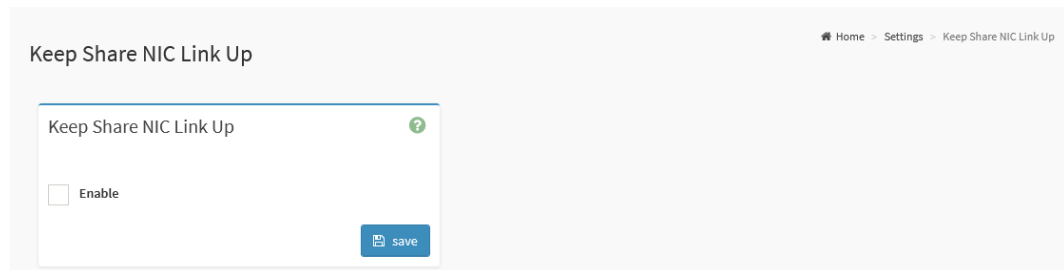 Home > Settings > Keep Share NIC Link Up
Keep Share NIC Link Up
Keep Share NIC Link Up
Enable
save